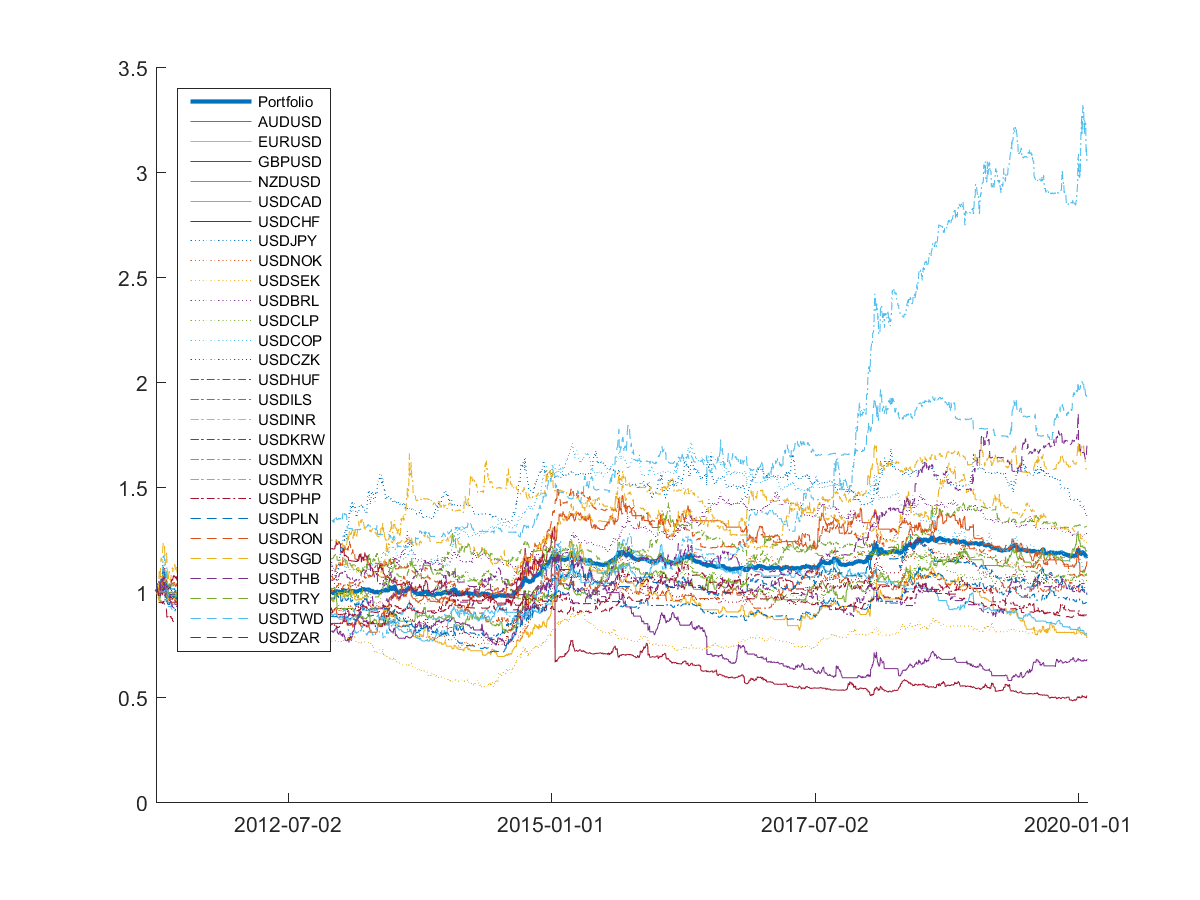 3.5
3
2.5
2
1.5
1
0.5
0
Portfolio
AUDUSD
EURUSD
GBPUSD
NZDUSD
USDCAD
USDCHF
USDJPY
USDNOK
USDSEK
USDBRL
USDCLP
USDCOP
USDCZK
USDHUF
USDILS
USDINR
USDKRW
USDMXN
USDMYR
USDPHP
USDPLN
USDRON
USDSGD
USDTHB
USDTRY
USDTWD
USDZAR
2012-07-02 2015-01-01 2017-07-02 2020-01-01